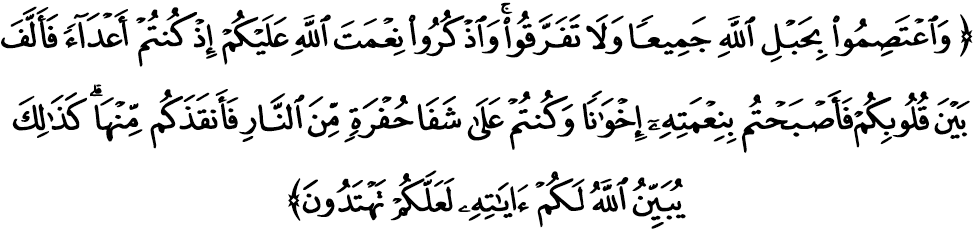 ﴿ وَٱعۡتَصِمُواْ بِحَبۡلِ ٱللَّهِ جَمِيعٗا وَلَا تَفَرَّقُواْۚ وَٱذۡكُرُواْ نِعۡمَتَ ٱللَّهِ عَلَيۡكُمۡ إِذۡ كُنتُمۡ أَعۡدَآءٗ فَأَلَّفَ
بَيۡنَ قُلُوبِكُمۡ فَأَصۡبَحۡتُم بِنِعۡمَتِهِۦٓ إِخۡوَٰنٗا وَكُنتُمۡ عَلَىٰ شَفَا حُفۡرَةٖ مِّنَ ٱلنَّارِ فَأَنقَذَكُم مِّنۡهَاۗ كَذَٰلِكَ
يُبَيِّنُ ٱللَّهُ لَكُمۡ ءَايَٰتِهِۦ لَعَلَّكُمۡ تَهۡتَدُونَ﴾